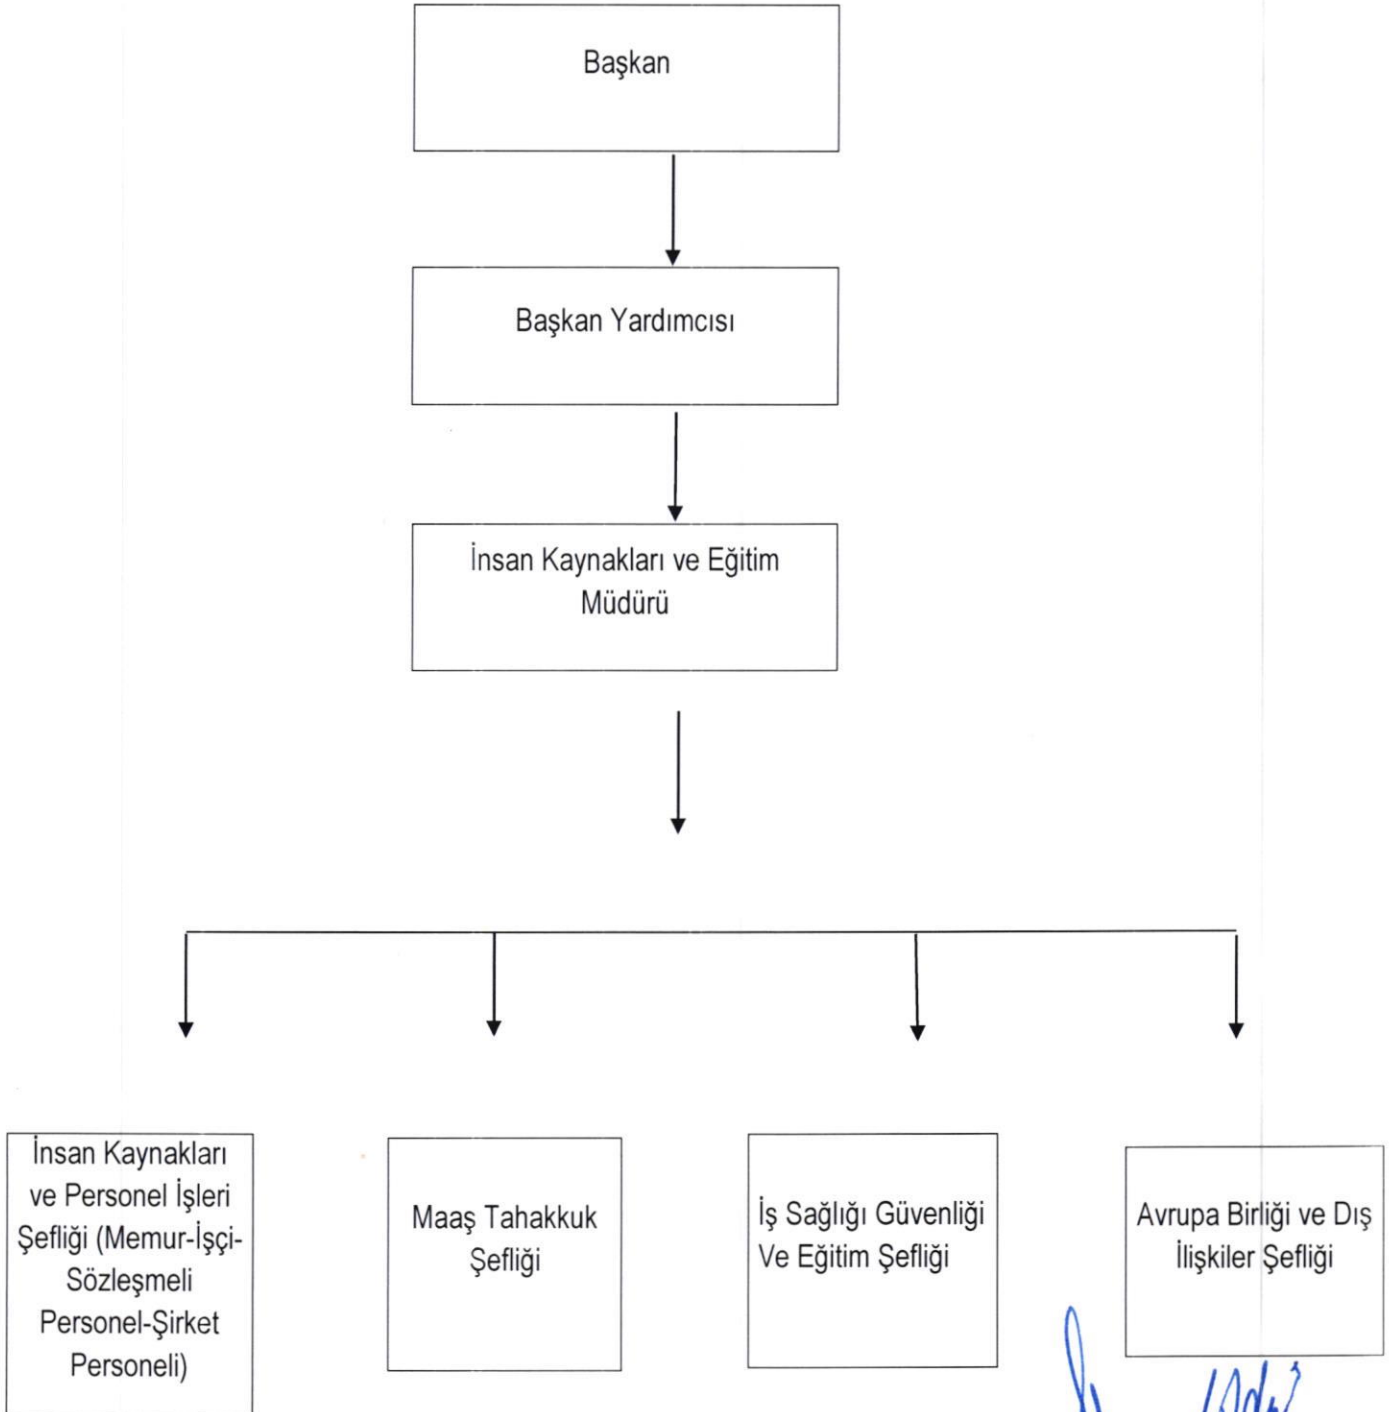 Başkan
Başkan Yardımcısı
İnsan Kaynakları ve Eğitim
Müdürü
İnsan Kaynakları
ve Personel İşleri
Şefliği (Memur-İşçi-
Sözleşmeli
Personel-Şirket
Personeli)
Maaş Tahakkuk
Şefliği
İş Sağlığı Güvenliği
Ve Eğitim Şefliği
Avrupa Birliği ve Dış
İlişkiler Şefliği